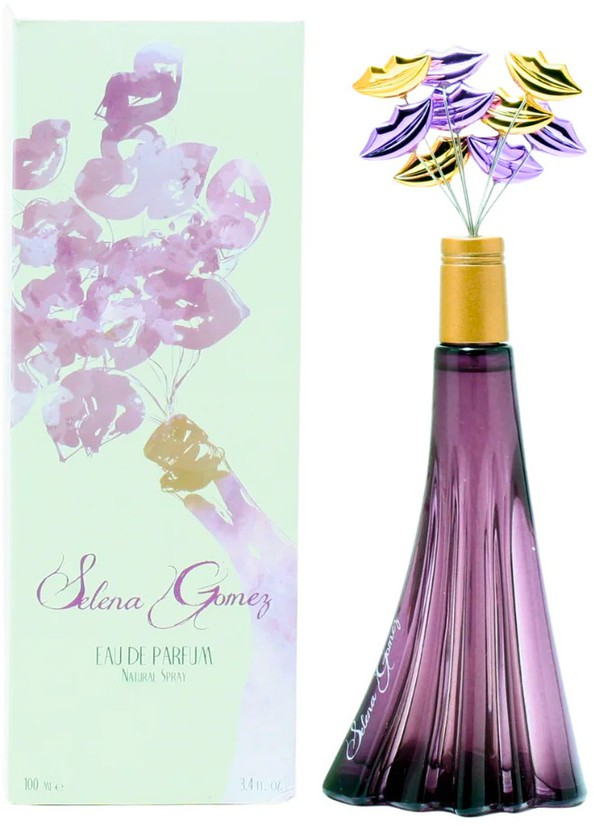 Selena Gomez
EAU DE PARFUM
NATURAL SPRAY
100 ml e
3.4 fl. oz.
Selena Gomez